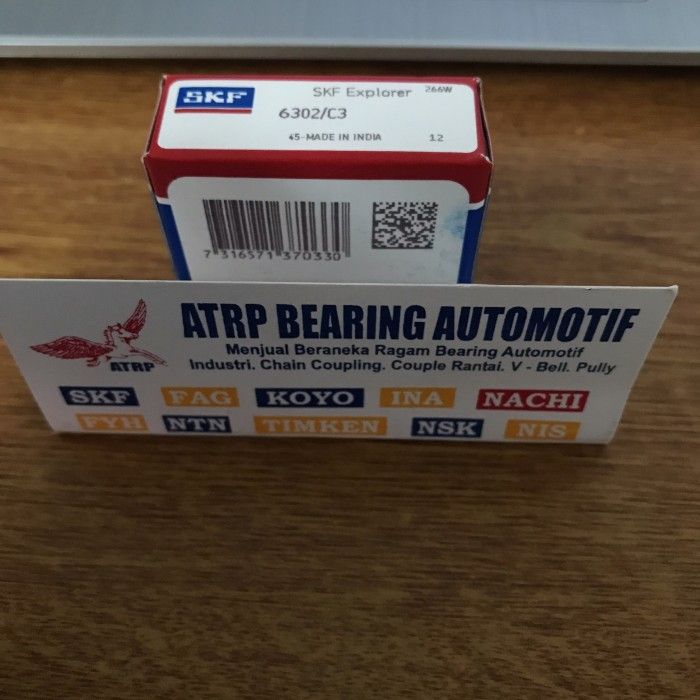 SKF
SKF Explorer 266W
6302/C3
45-MADE IN INDIA 12
7 316571 370330
ATRP BEARING AUTOMOTIF
Menjual Beraneka Ragam Bearing Automotif
Industri. Chain Coupling. Couple Rantai. V - Bell. Pully
ATRP
SKF FAG KOYO INA NACHI
FYH NTN TIMKEN NSK NIS